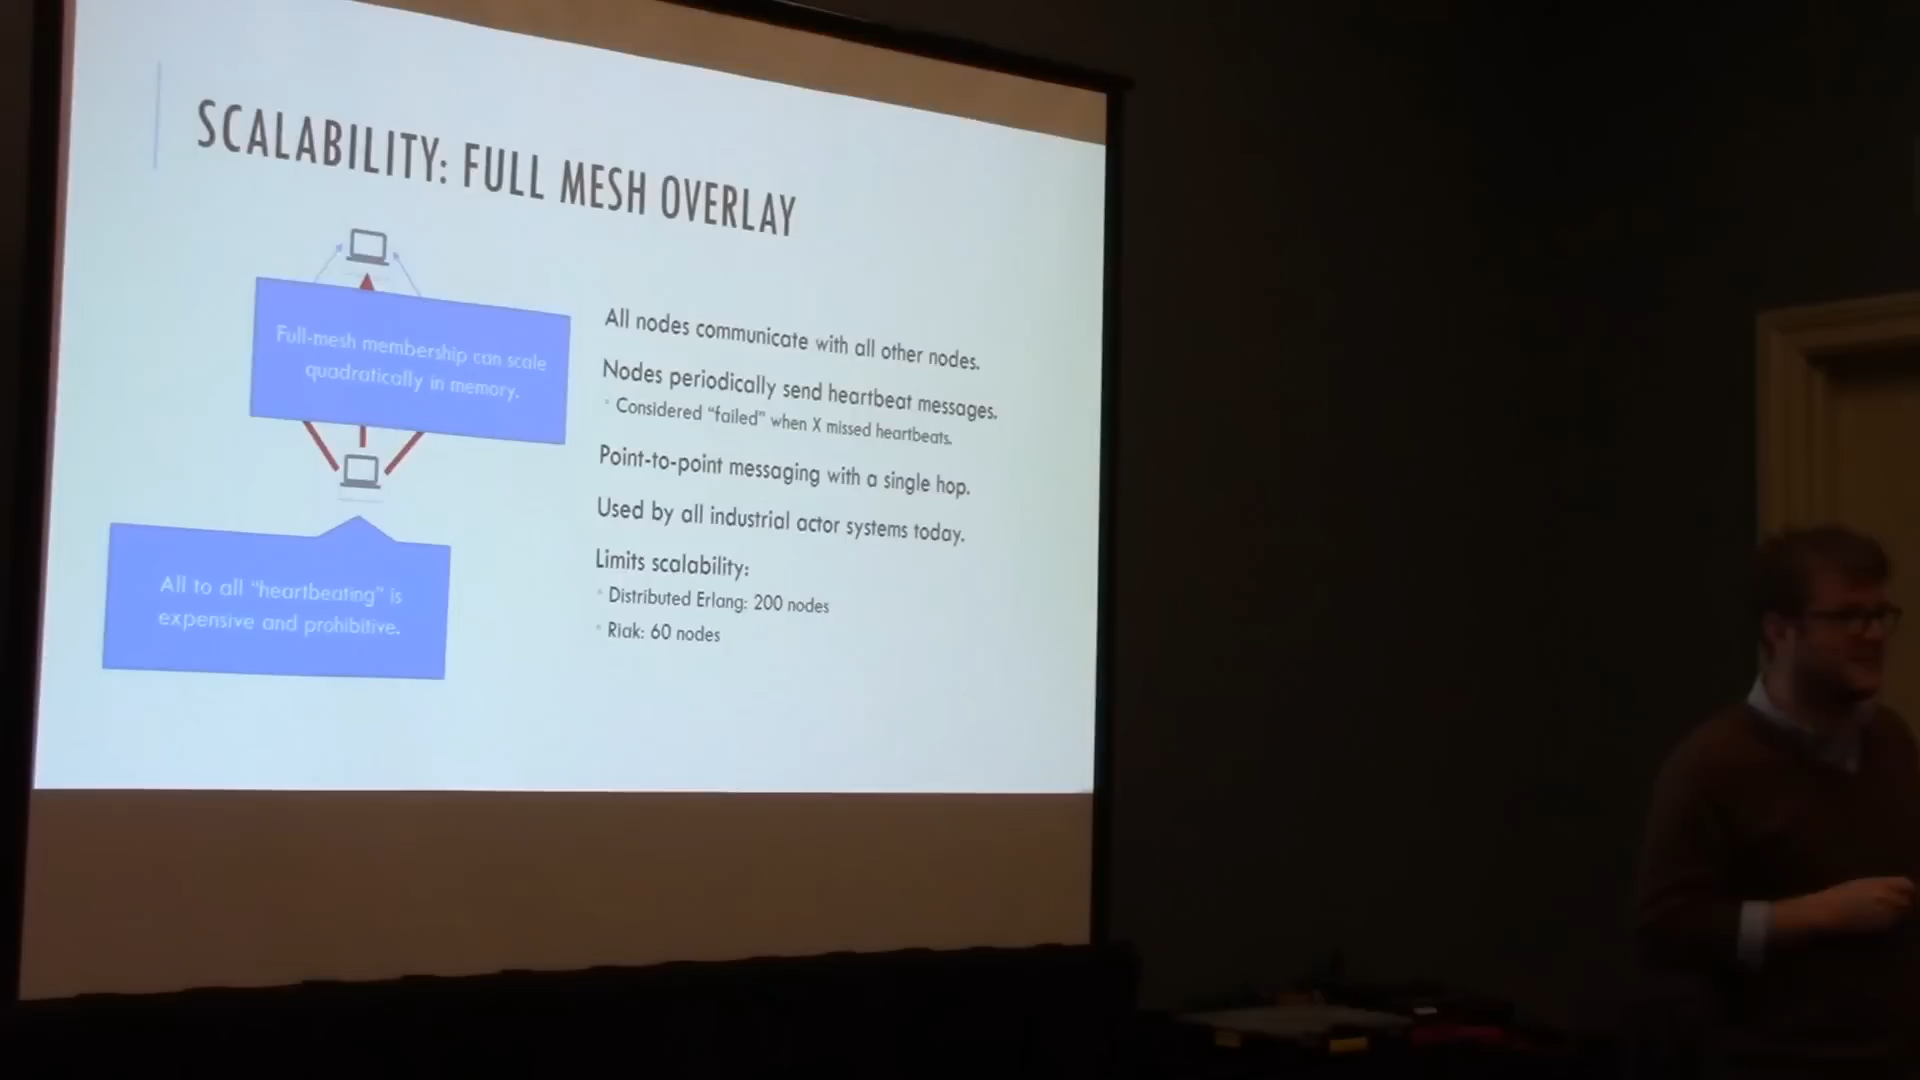 SCALABILITY: FULL MESH OVERLAY
Full-mesh membership can scale
quadratically in memory.
All to all "heartbeating" is
expensive and prohibitive.
All nodes communicate with all other nodes.
Nodes periodically send heartbeat messages.
Considered "failed" when X missed heartbeats.
Point-to-point messaging with a single hop.
Used by all industrial actor systems today.
Limits scalability:
Distributed Erlang: 200 nodes
Riak: 60 nodes